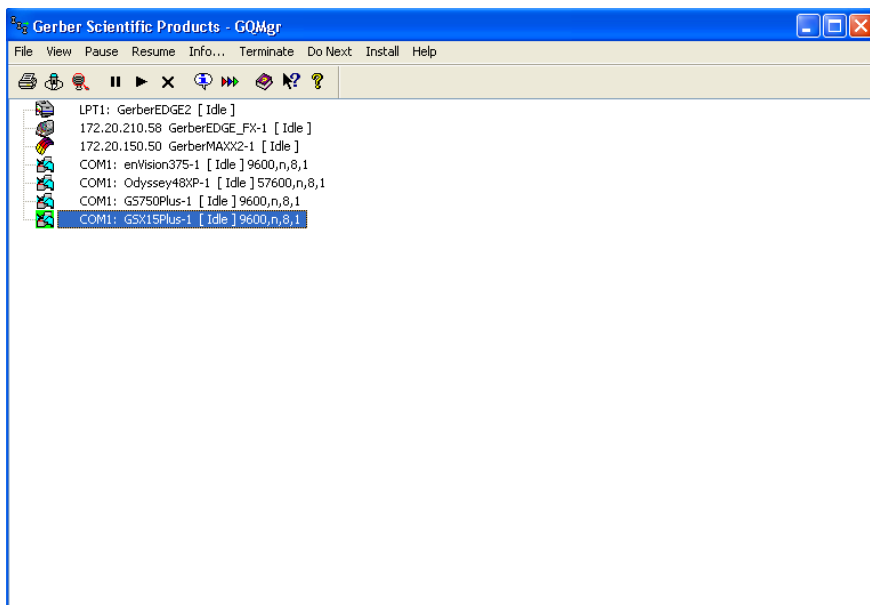 Gerber Scientific Products - GQMgr
File View Pause Resume Info... Terminate Do Next Install Help
LPT1: GerberEDGE2 [ Idle ]
172.20.210.58 GerberEDGE_FX-1 [ Idle ]
172.20.150.50 GerberMAXX2-1 [ Idle ]
COM1: enVision375-1 [ Idle ] 9600,n,8,1
COM1: Odyssey48XP-1 [ Idle ] 57600,n,8,1
COM1: GS750Plus-1 [ Idle ] 9600,n,8,1
COM1: GSX15Plus-1 [ Idle ] 9600,n,8,1